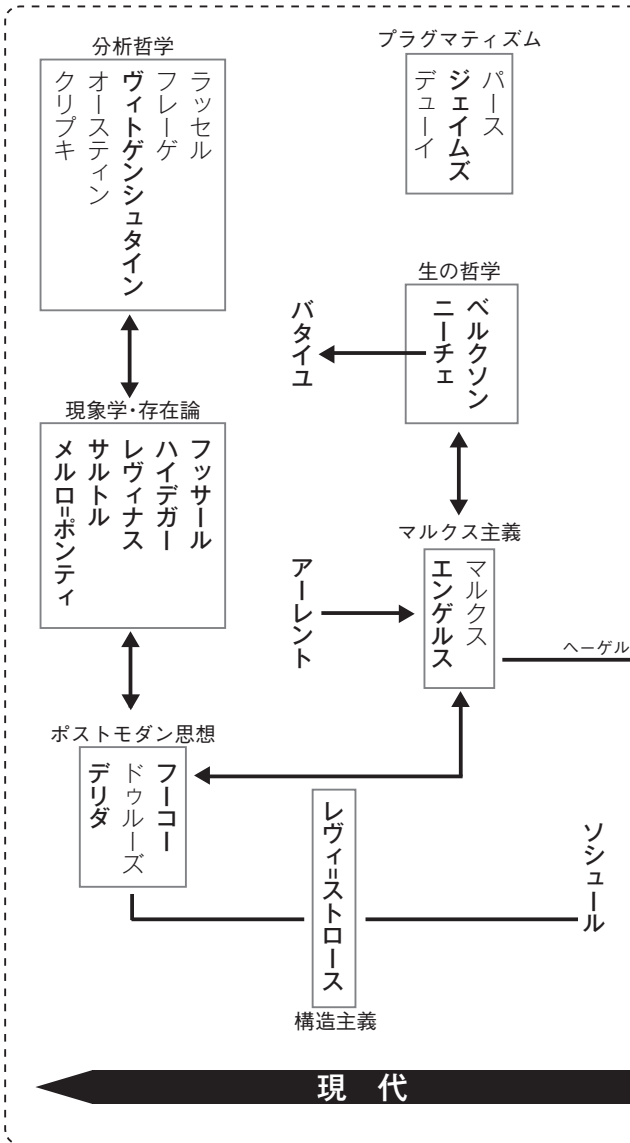 分析哲学
ラッセル
フレーゲ
ヴィトゲンシュタイン
オースティン
クリプキ
プラグマティズム
パース
ジェイムズ
デューイ
生の哲学
ベルクソン
ニーチェ
バタイユ
現象学・存在論
フッサール
ハイデガー
レヴィナス
サルトル
メルロ=ポンティ
マルクス主義
マルクス
エンゲルス
アーレント
ヘーゲル
ポストモダン思想
フーコー
ドゥルーズ
デリダ
レヴィ=ストロース
構造主義
ソシュール
現 代